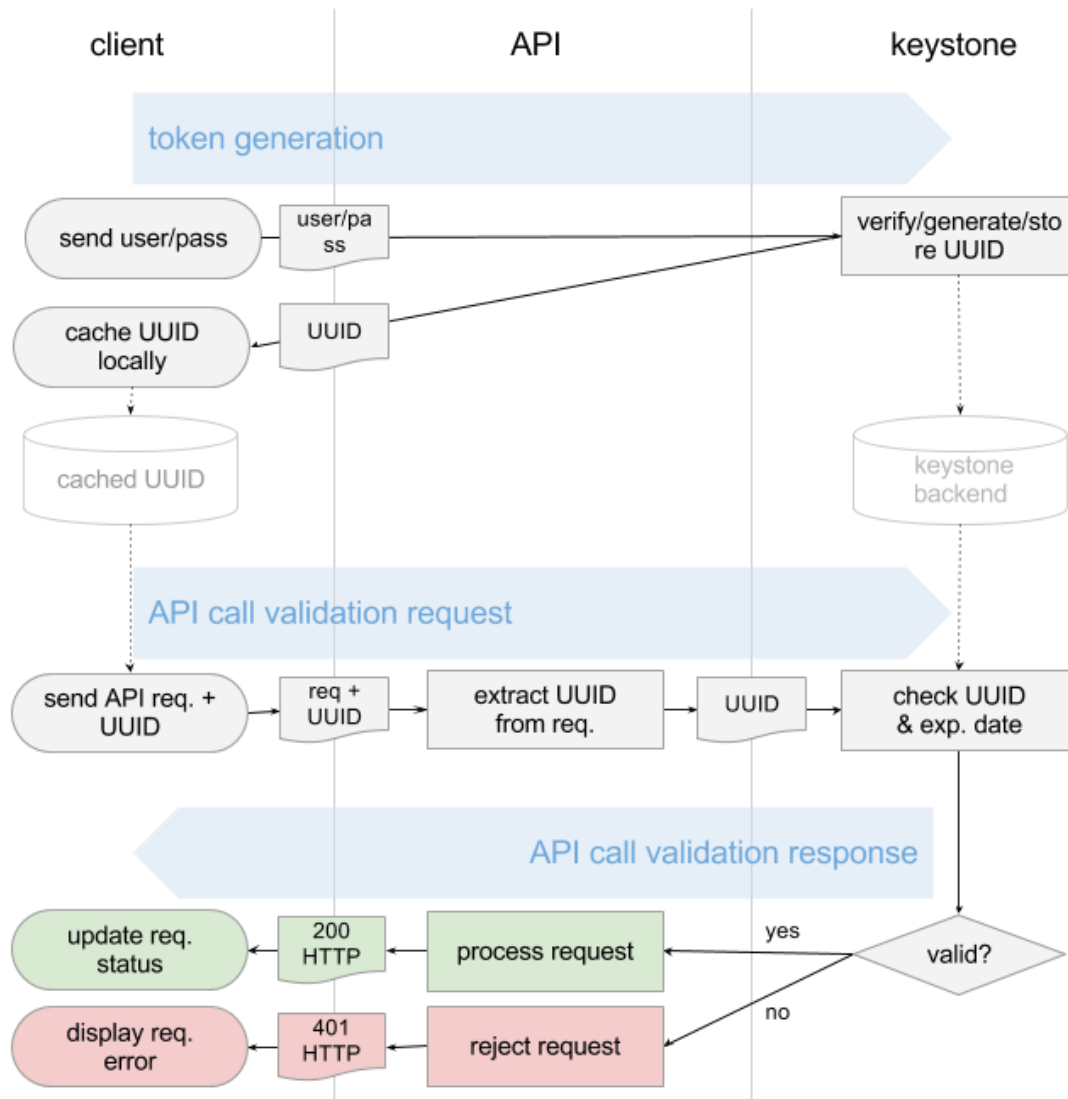 client
API
keystone
token generation
send user/pass
user/pa
ss
verify/generate/sto
re UUID
cache UUID
locally
UUID
cached UUID
keystone
backend
API call validation request
send API req. +
UUID
req +
UUID
extract UUID
from req.
UUID
check UUID
& exp. date
API call validation response
update req.
status
200
HTTP
process request
yes
valid?
no
display req.
error
401
HTTP
reject request